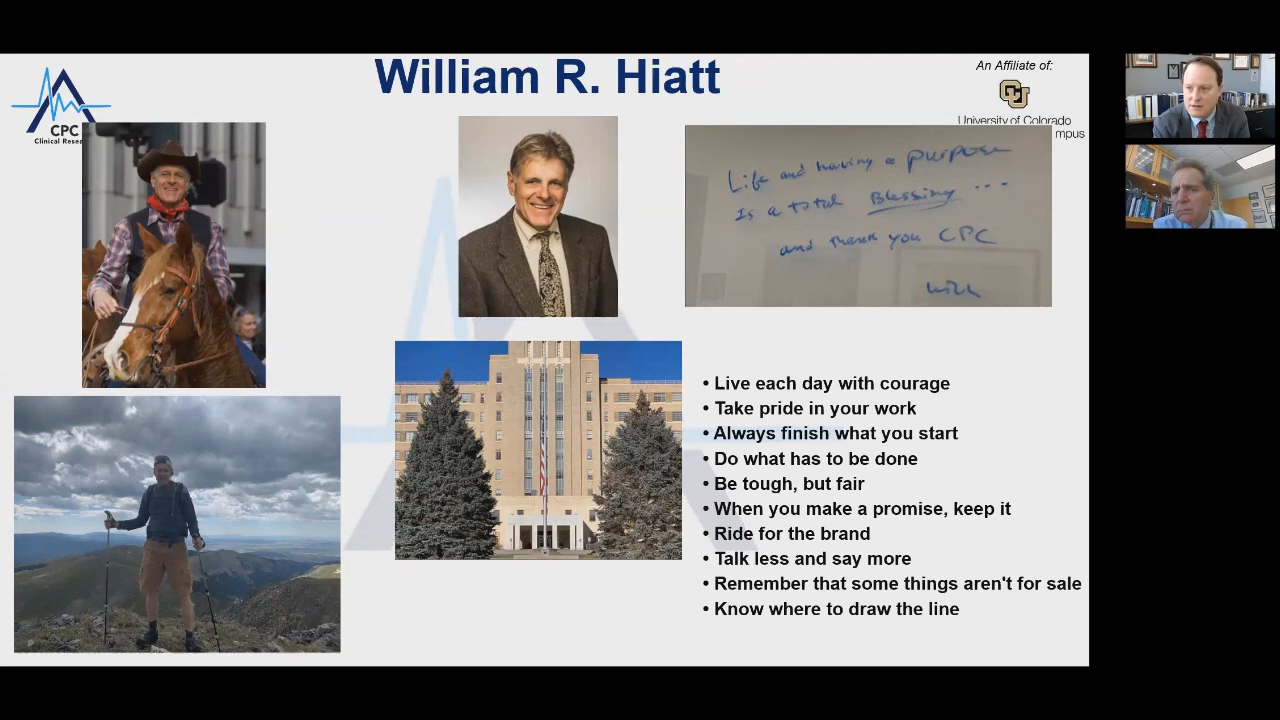 William R. Hiatt
An Affiliate of:
CU
University of Colorado
mpus
CPC
Clinical Resea
Life and having a purpose
Is a total Blessing ...
and thank you CPC
Will
• Live each day with courage
• Take pride in your work
• Always finish what you start
• Do what has to be done
• Be tough, but fair
• When you make a promise, keep it
• Ride for the brand
• Talk less and say more
• Remember that some things aren't for sale
• Know where to draw the line